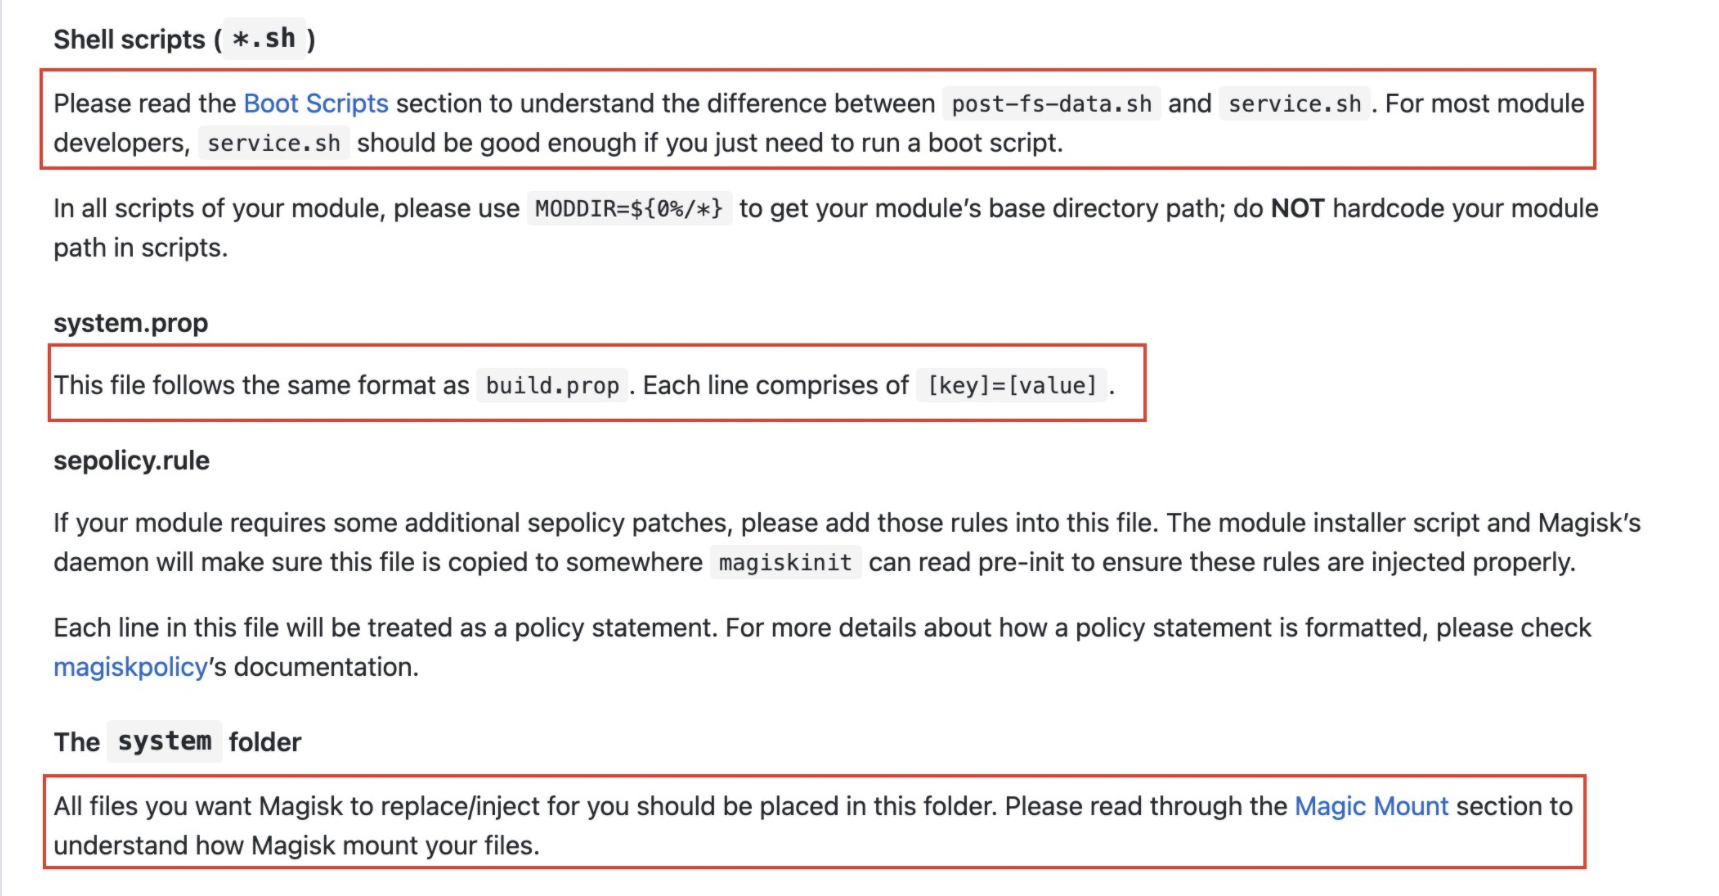 Shell scripts ( *.sh )
Please read the Boot Scripts section to understand the difference between post-fs-data.sh and service.sh . For most module
developers, service.sh should be good enough if you just need to run a boot script.
In all scripts of your module, please use MODDIR=${0%/*} to get your module’s base directory path; do NOT hardcode your module
path in scripts.
system.prop
This file follows the same format as build.prop . Each line comprises of [key]=[value] .
sepolicy.rule
If your module requires some additional sepolicy patches, please add those rules into this file. The module installer script and Magisk’s
daemon will make sure this file is copied to somewhere magiskinit can read pre-init to ensure these rules are injected properly.
Each line in this file will be treated as a policy statement. For more details about how a policy statement is formatted, please check
magiskpolicy’s documentation.
The system folder
All files you want Magisk to replace/inject for you should be placed in this folder. Please read through the Magic Mount section to
understand how Magisk mount your files.